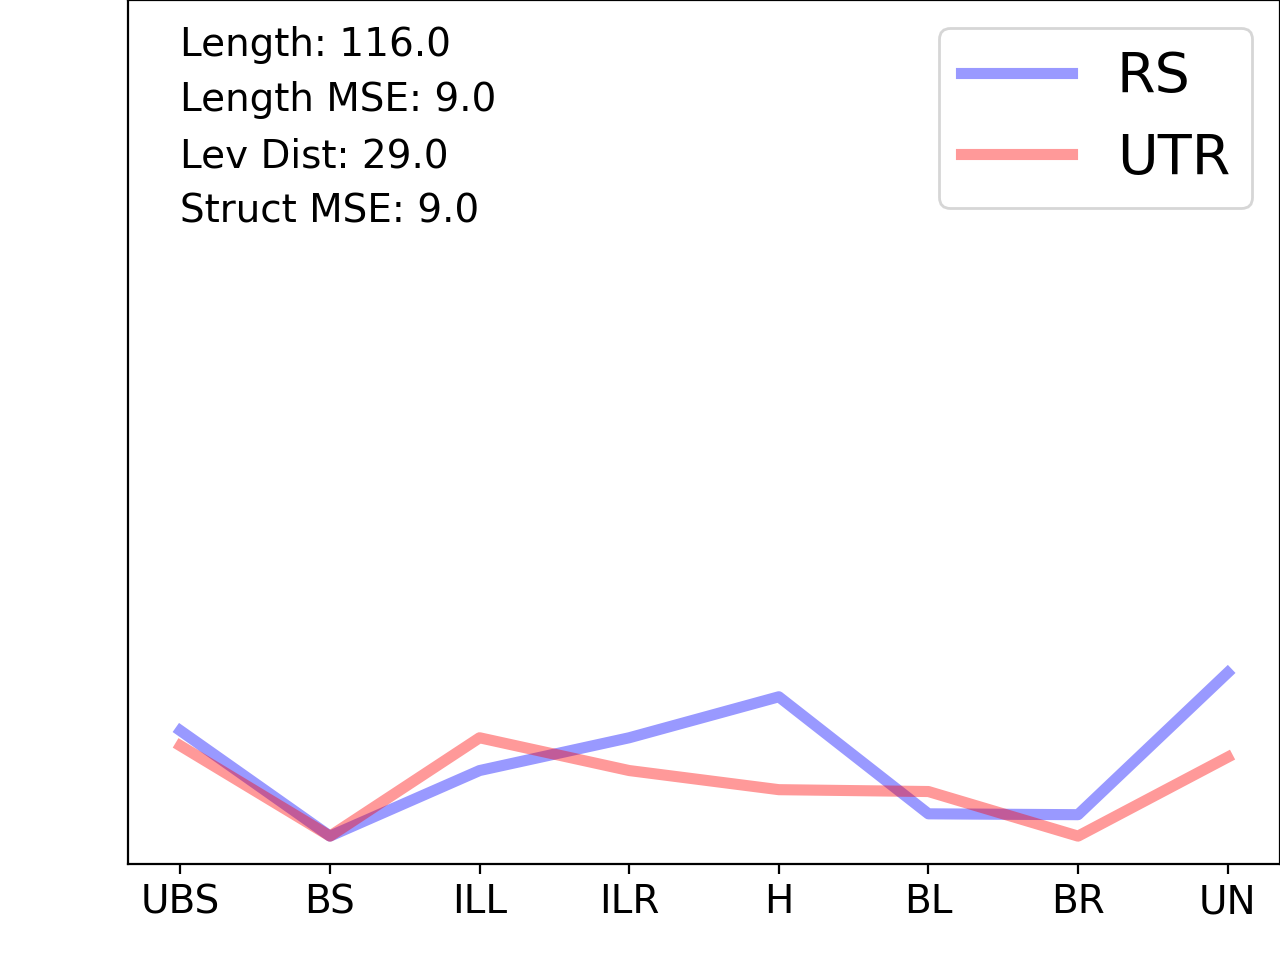 Length: 116.0
Length MSE: 9.0
Lev Dist: 29.0
Struct MSE: 9.0
RS
UTR
UBS BS ILL ILR H BL BR UN